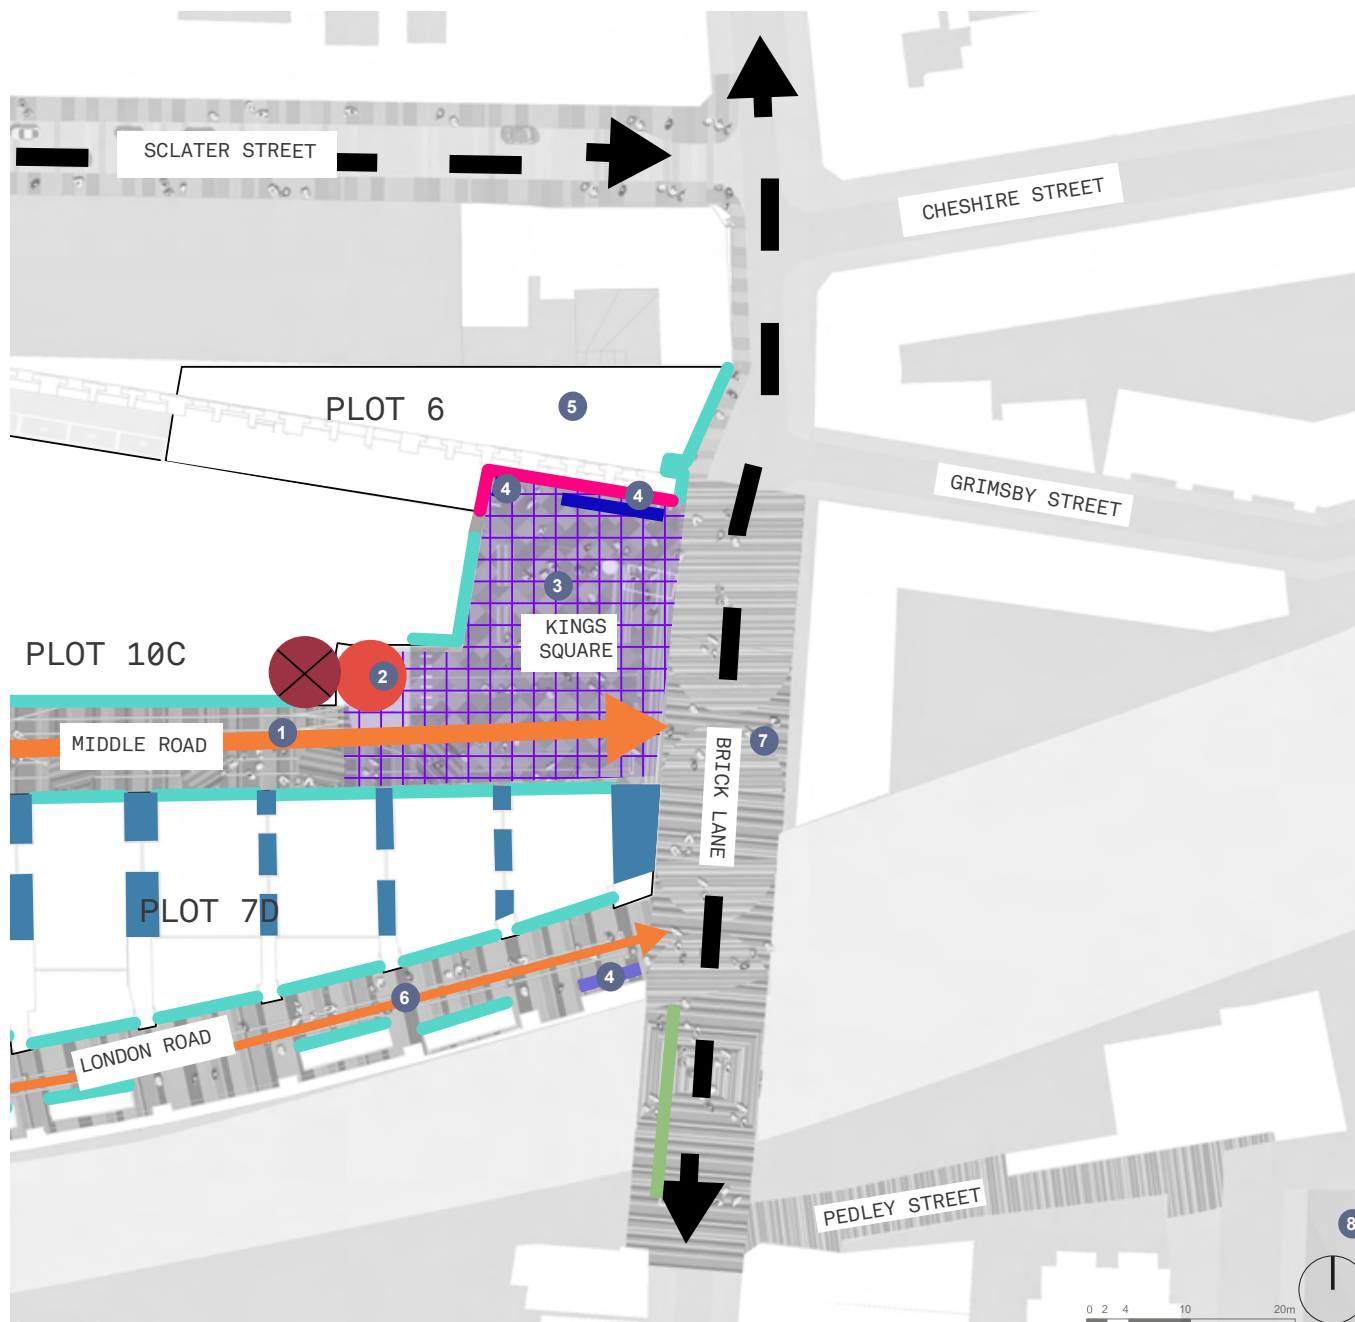 SCLATER STREET
CHESHIRE STREET
PLOT 6
5
4
4
GRIMSBY STREET
3
KINGS
SQUARE
PLOT 10C
2
1
MIDDLE ROAD
7
BRICK LANE
PLOT 7D
4
6
LONDON ROAD
PEDLEY STREET
8
0 2 4 10 20m